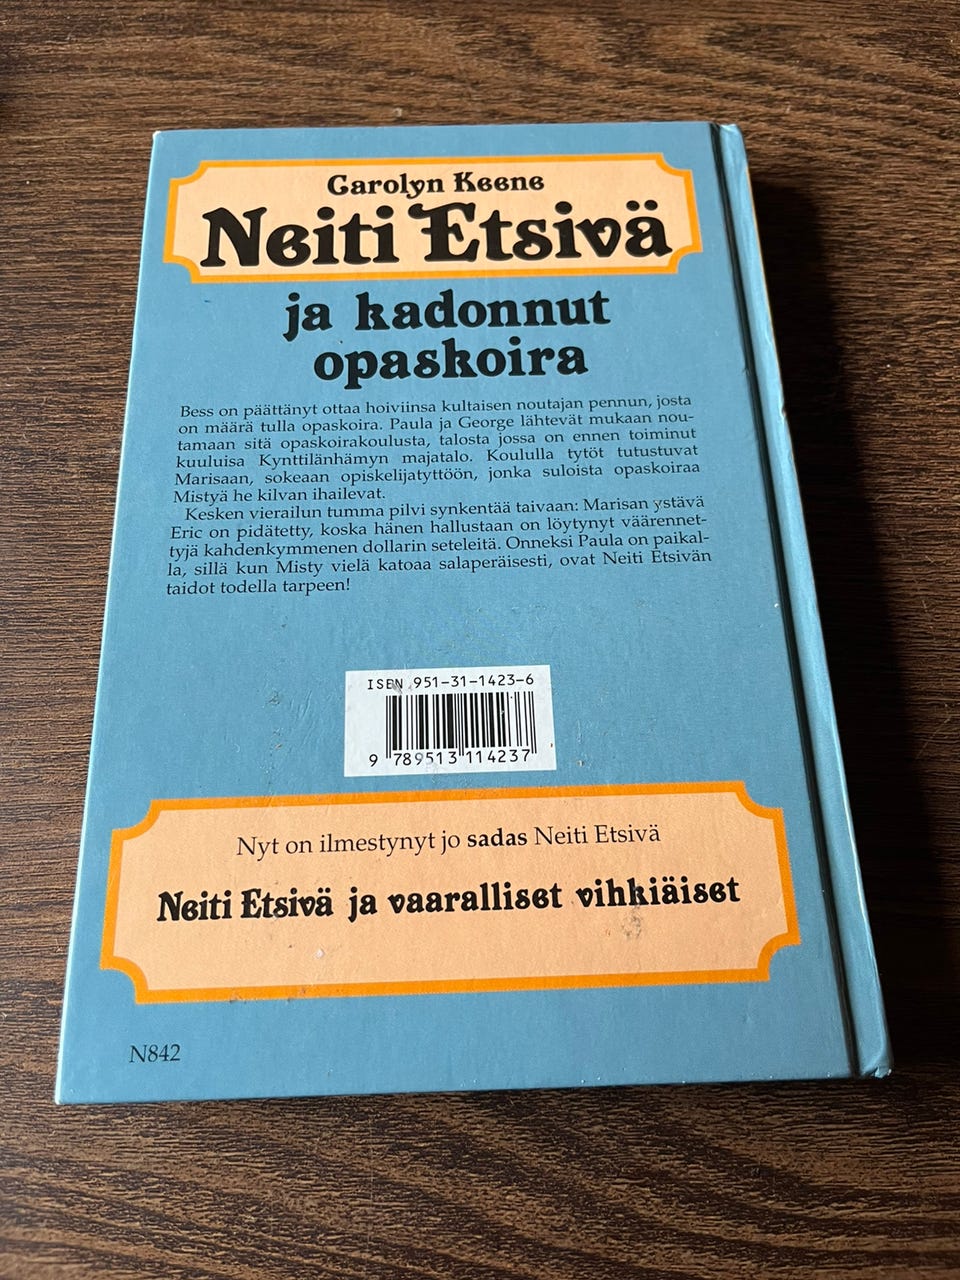 Carolyn Keene
Neiti Etsivä
ja kadonnut
opaskoira
Bess on päättänyt ottaa hoiviinsa kultaisen noutajan pennun, josta
on määrä tulla opaskoira. Paula ja George lähtevät mukaan nou-
tamaan sitä opaskoirakoulusta, talosta jossa on ennen toiminut
kuuluisa Kynttilänhämyn majatalo. Koululla tytöt tutustuvat
Marisaan, sokeaan opiskelijatyttöön, jonka suloista opaskoiraa
Mistyä he kilvan ihailevat.
Kesken vierailun tumma pilvi synkentää taivaan: Marisan ystävä
Eric on pidätetty, koska hänen hallustaan on löytynyt väärennet-
tyjä kahdenkymmenen dollarin seteleitä. Onneksi Paula on paikal-
la, sillä kun Misty vielä katoaa salaperäisesti, ovat Neiti Etsivän
taidot todella tarpeen!
ISBN 951-31-1423-6
9 789513 114237
Nyt on ilmestynyt jo sadas Neiti Etsivä
Neiti Etsivä ja vaaralliset vihkiäiset
N842